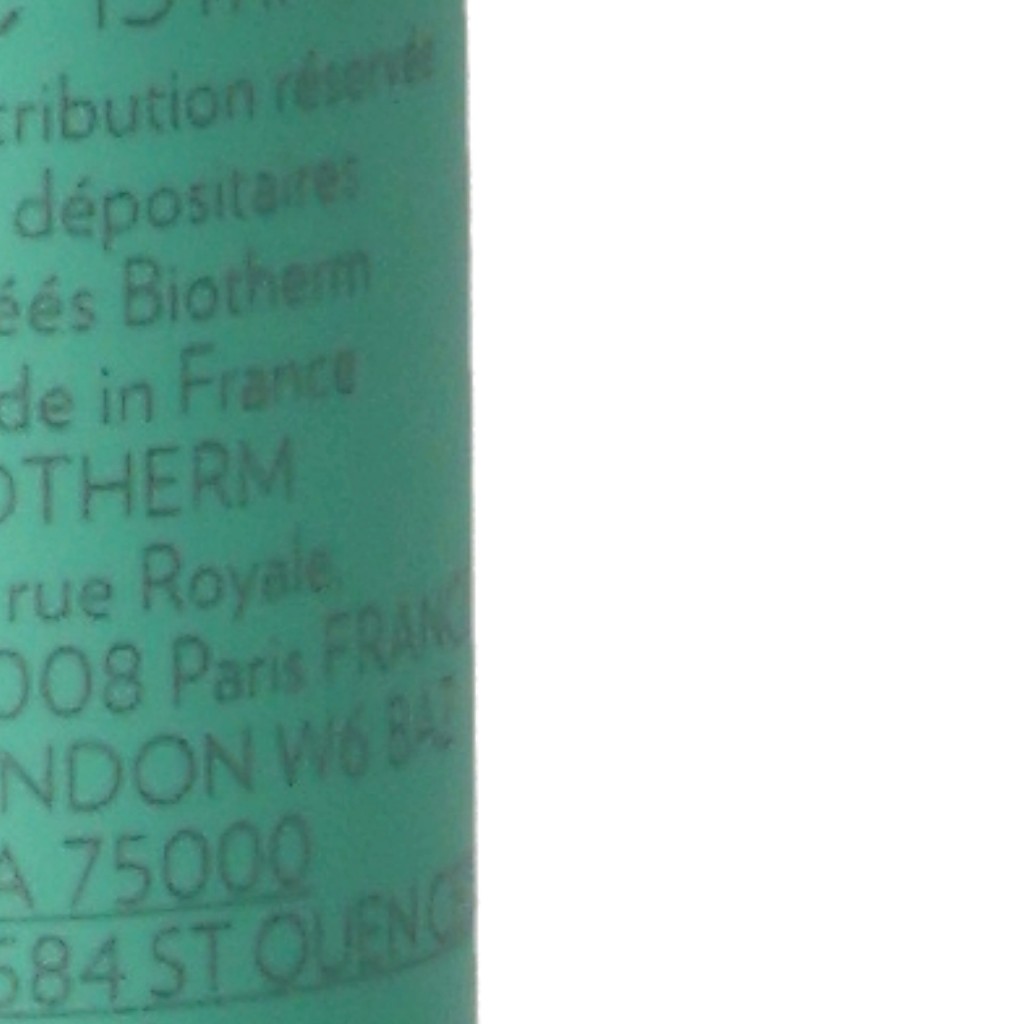 tribution réservée
dépositaires
éés Biotherm
de in France
OTHERM
rue Royale
008 Paris FRANC
NDON W6 8AZ
A 75000
584 ST QUEN